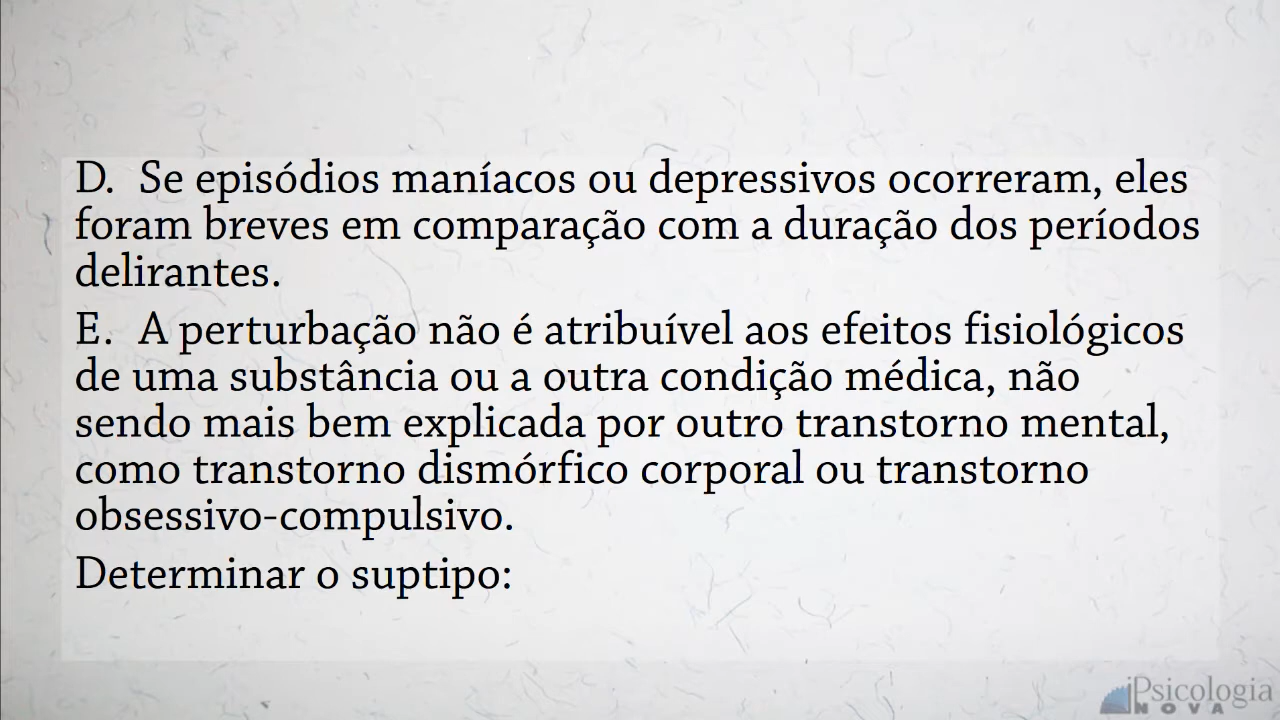 D. Se episódios maníacos ou depressivos ocorreram, eles
foram breves em comparação com a duração dos períodos
delirantes.
E. A perturbação não é atribuível aos efeitos fisiológicos
de uma substância ou a outra condição médica, não
sendo mais bem explicada por outro transtorno mental,
como transtorno dismórfico corporal ou transtorno
obsessivo-compulsivo.
Determinar o suptipo:
Psicologia
NOVA